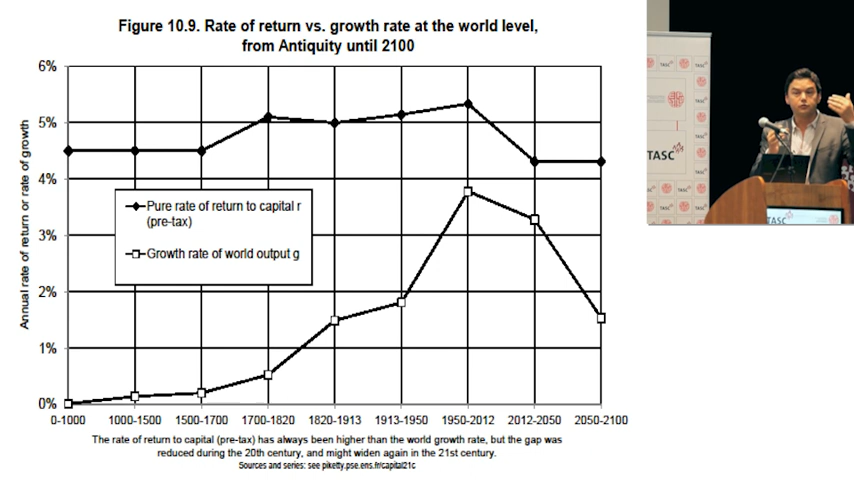 Figure 10.9. Rate of return vs. growth rate at the world level,
from Antiquity until 2100
6%
5%
4%
3%
2%
1%
0%
Annual rate of return or rate of growth
Pure rate of return to capital r
(pre-tax)
Growth rate of world output g
0-1000
1000-1500
1500-1700
1700-1820
1820-1913
1913-1950
1950-2012
2012-2050
2050-2100
The rate of return to capital (pre-tax) has always been higher than the world growth rate, but the gap was
reduced during the 20th century, and might widen again in the 21st century.
Sources and series: see piketty.pse.ens.fr/capital21c
TASC
TASC